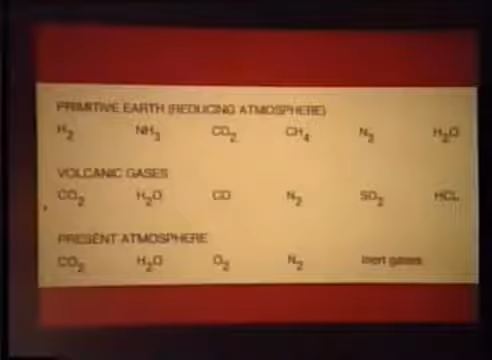 PRIMITIVE EARTH (REDUCING ATMOSPHERE)
H₂ NH₃ CO₂ CH₄ N₂ H₂O
VOLCANIC GASES
CO₂ H₂O CO N₂ SO₂ HCL
PRESENT ATMOSPHERE
CO₂ H₂O O₂ N₂ Inert gases